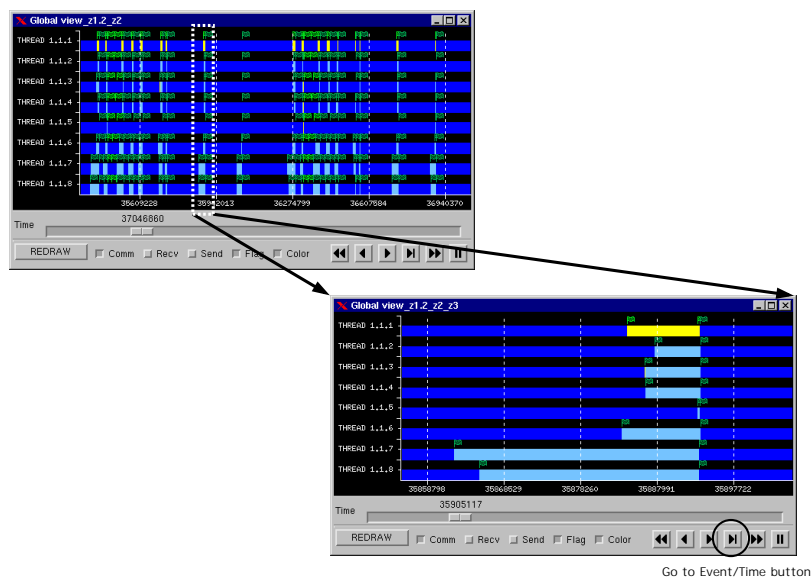 Global view_z1.2_z2
THREAD 1.1.1
THREAD 1.1.2
THREAD 1.1.3
THREAD 1.1.4
THREAD 1.1.5
THREAD 1.1.6
THREAD 1.1.7
THREAD 1.1.8
35609228 35942013 36274799 36607584 36940370
37046860
Time
REDRAW Comm Recv Send Flag Color
Global view_z1.2_z2_z3
THREAD 1.1.1
THREAD 1.1.2
THREAD 1.1.3
THREAD 1.1.4
THREAD 1.1.5
THREAD 1.1.6
THREAD 1.1.7
THREAD 1.1.8
35858798 35868529 35878260 35887991 35897722
35905117
Time
REDRAW Comm Recv Send Flag Color
Go to Event/Time button